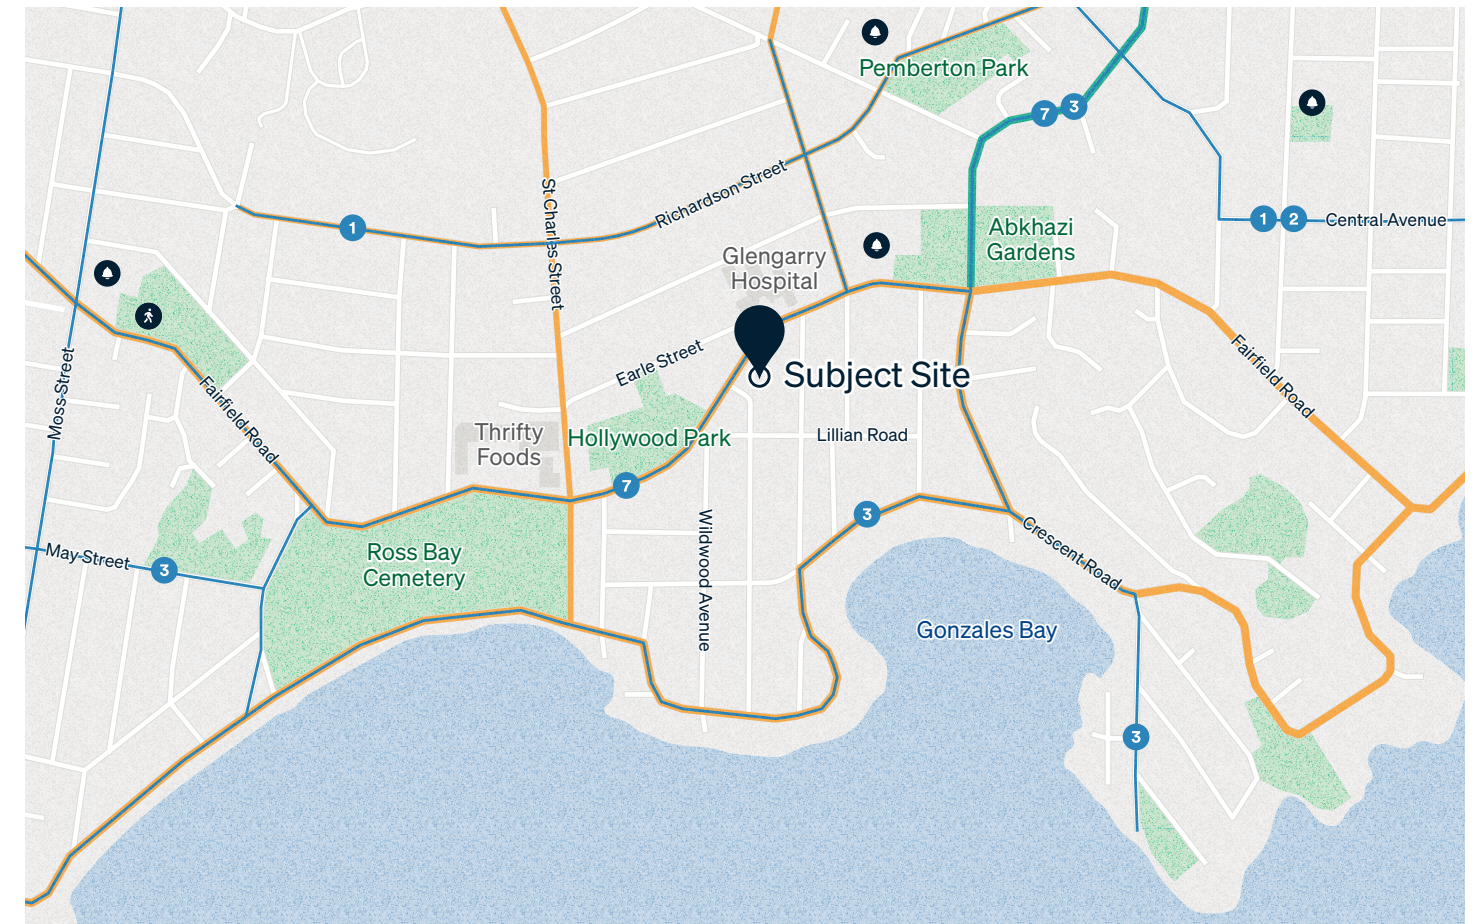 Pemberton Park
7
3
1
2
Central Avenue
St Charles Street
Richardson Street
1
Abkhazi
Gardens
Glengarry
Hospital
Earle Street
Subject Site
Fairfield Road
Moss Street
Fairfield Road
Thrifty
Foods
Hollywood Park
Lillian Road
7
3
Wildwood Avenue
Crescent Road
May Street
3
Ross Bay
Cemetery
Gonzales Bay
3